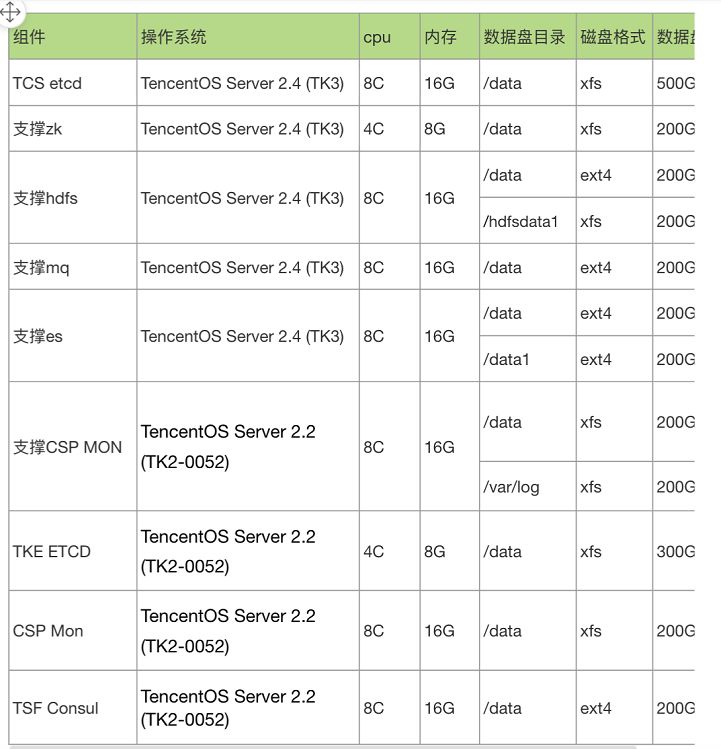 组件 操作系统 cpu 内存 数据盘目录 磁盘格式 数据
TCS etcd TencentOS Server 2.4 (TK3) 8C 16G /data xfs 500G
支撑zk TencentOS Server 2.4 (TK3) 4C 8G /data xfs 200G
支撑hdfs TencentOS Server 2.4 (TK3) 8C 16G /data ext4 200G
/hdfsdata1 xfs 200G
支撑mq TencentOS Server 2.4 (TK3) 8C 16G /data ext4 200G
支撑es TencentOS Server 2.4 (TK3) 8C 16G /data ext4 200G
/data1 ext4 200G
支撑CSP MON TencentOS Server 2.2 (TK2-0052) 8C 16G /data xfs 200G
/var/log xfs 200G
TKE ETCD TencentOS Server 2.2 (TK2-0052) 4C 8G /data xfs 300G
CSP Mon TencentOS Server 2.2 (TK2-0052) 8C 16G /data xfs 200G
TSF Consul TencentOS Server 2.2 (TK2-0052) 8C 16G /data ext4 200G